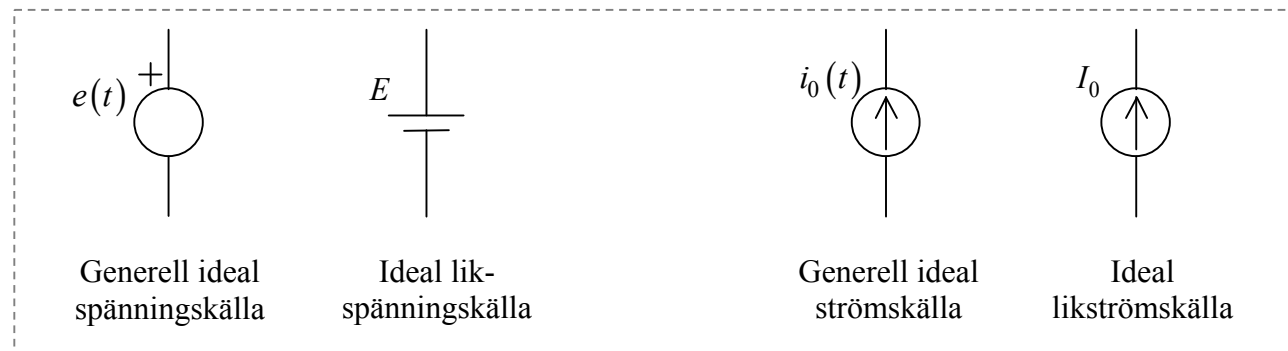 +
e(t)
E
i₀(t)
I₀
Generell ideal
spänningskälla
Ideal lik-
spänningskälla
Generell ideal
strömskälla
Ideal
likströmskälla